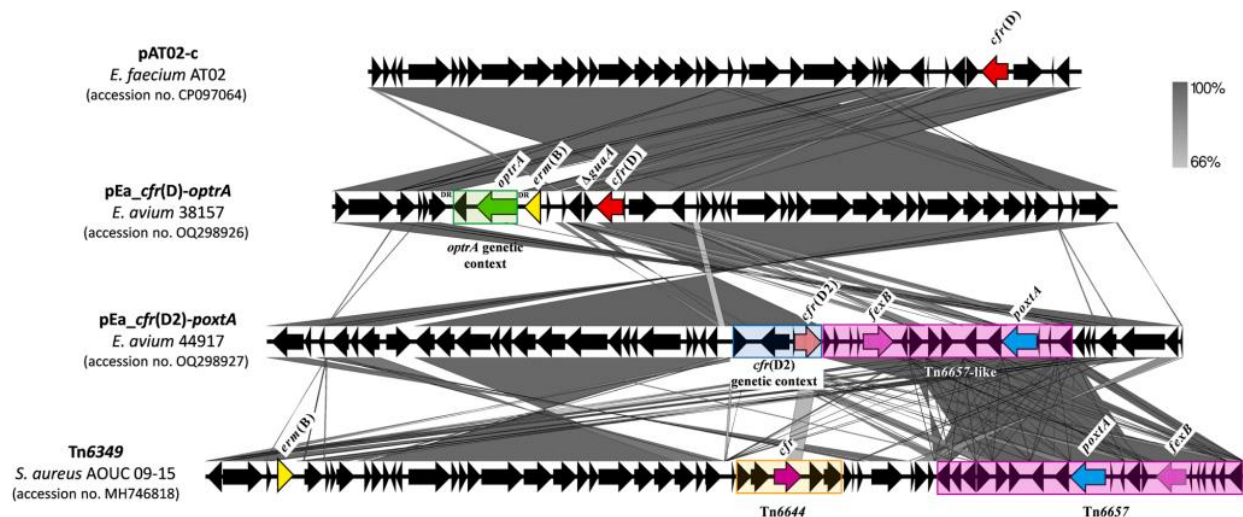 pAT02-c
E. faecium AT02
(accession no. CP097064)
cfr(D)
100%
66%
pEa_cfr(D)-optrA
E. avium 38157
(accession no. OQ298926)
DR
optrA
DR
erm(B)
ΔguaA
cfr(D)
optrA genetic
context
pEa_cfr(D2)-poxtA
E. avium 44917
(accession no. OQ298927)
cfr(D2)
fexB
poxtA
cfr(D2)
genetic context
Tn6657-like
Tn6349
S. aureus AOUC 09-15
(accession no. MH746818)
erm(B)
cfr
poxtA
fexB
Tn6644
Tn6657